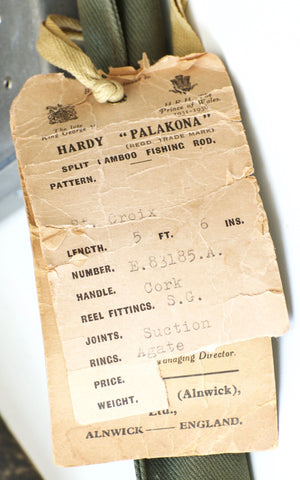 The late
King George V
H.R.H. The
Prince of Wales
HARDY "PALAKONA"
(REGD. TRADE MARK)
SPLIT BAMBOO FISHING ROD.
PATTERN.
St. Croix
LENGTH. 5 FT. 6 INS.
NUMBER. E.83185.A.
HANDLE. Cork
REEL FITTINGS. S.G.
JOINTS. Suction
RINGS. Agate
PRICE.
WEIGHT.
Managing Director.
(Alnwick),
Ltd.,
ALNWICK — ENGLAND.